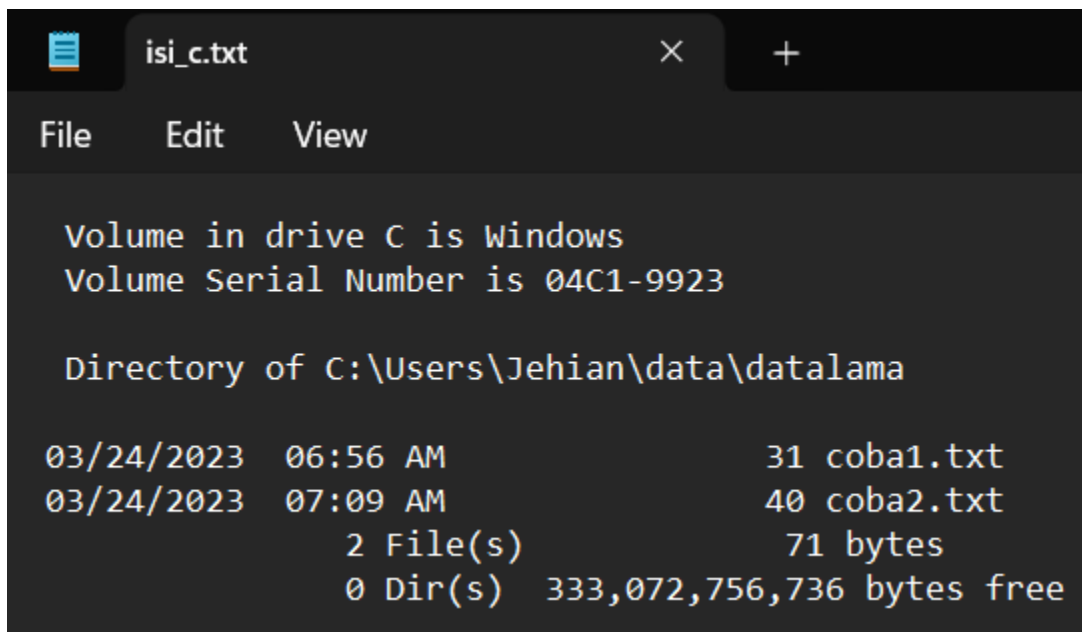 isi_c.txt
File Edit View
Volume in drive C is Windows
Volume Serial Number is 04C1-9923
Directory of C:\Users\Jehian\data\datalama
03/24/2023  06:56 AM                31 coba1.txt
03/24/2023  07:09 AM                40 coba2.txt
               2 File(s)             71 bytes
               0 Dir(s)  333,072,756,736 bytes free